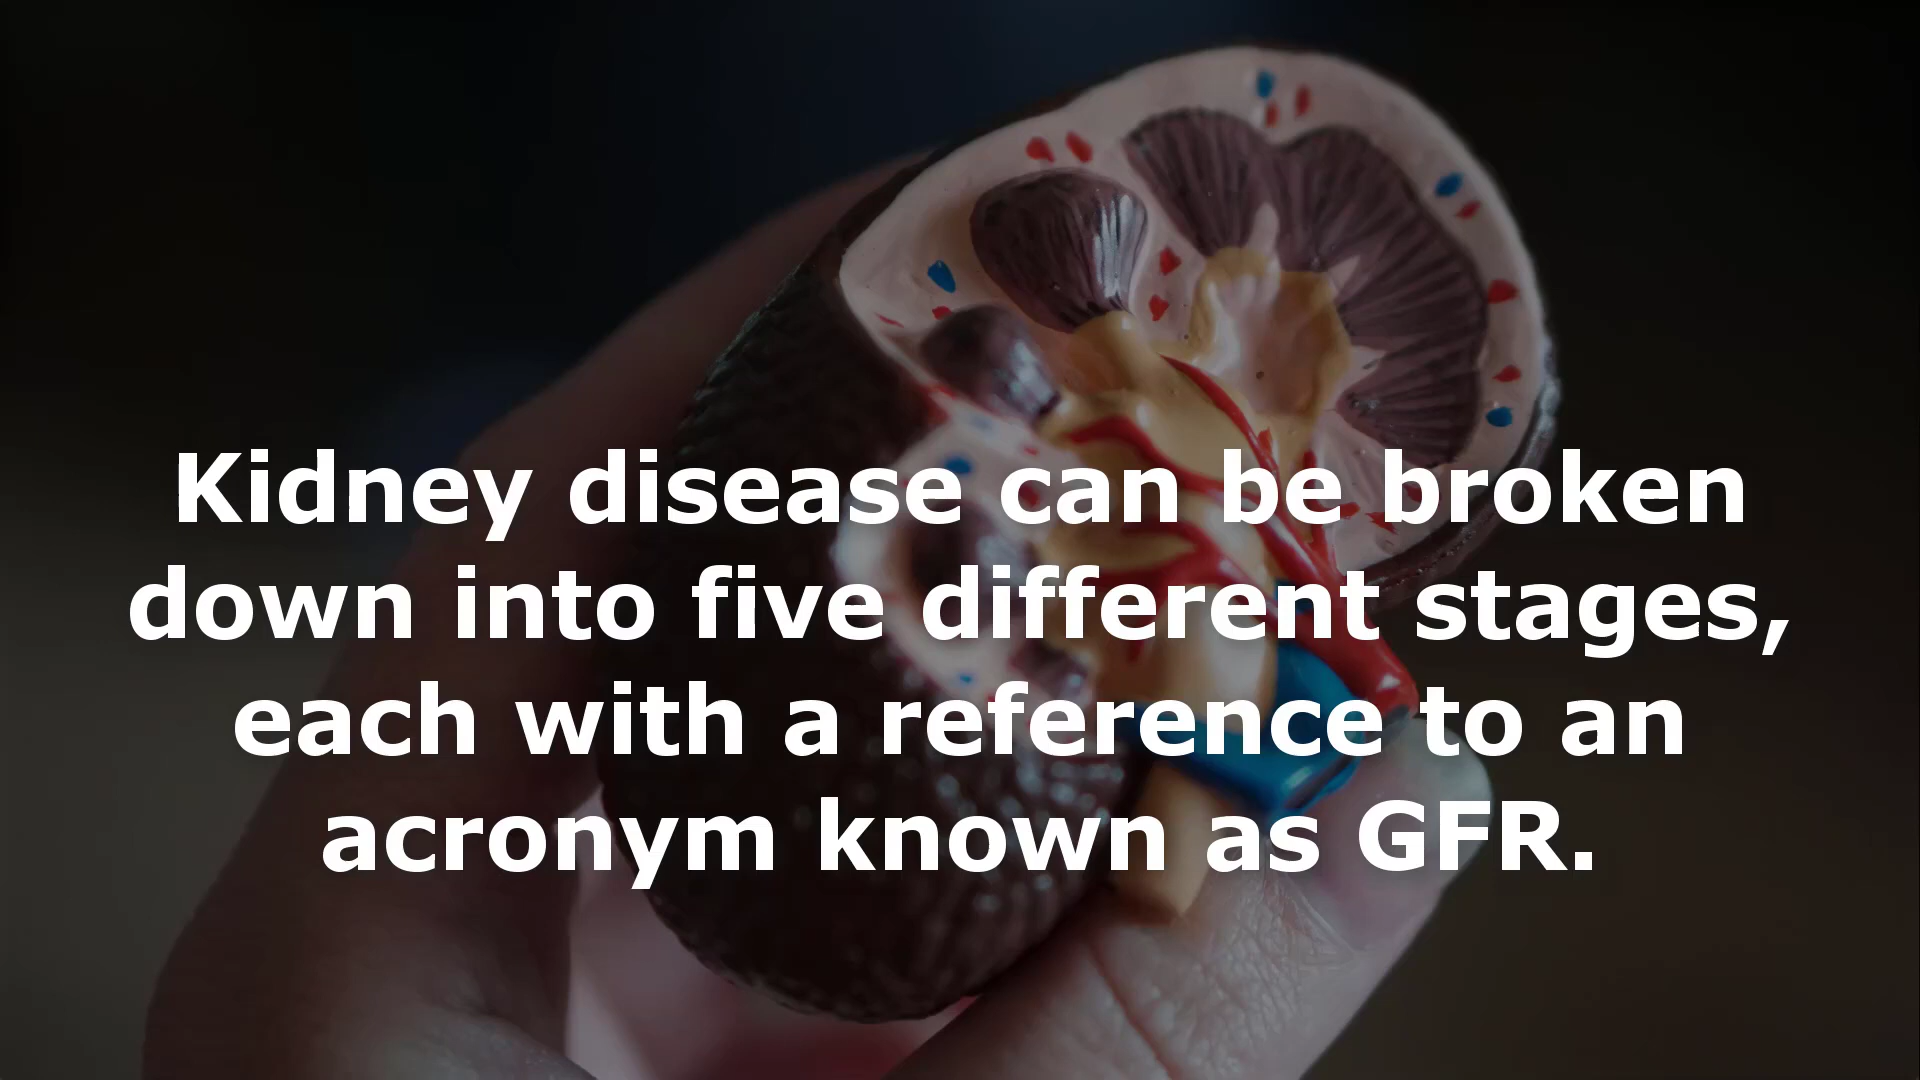 Kidney disease can be broken
down into five different stages,
each with a reference to an
acronym known as GFR.